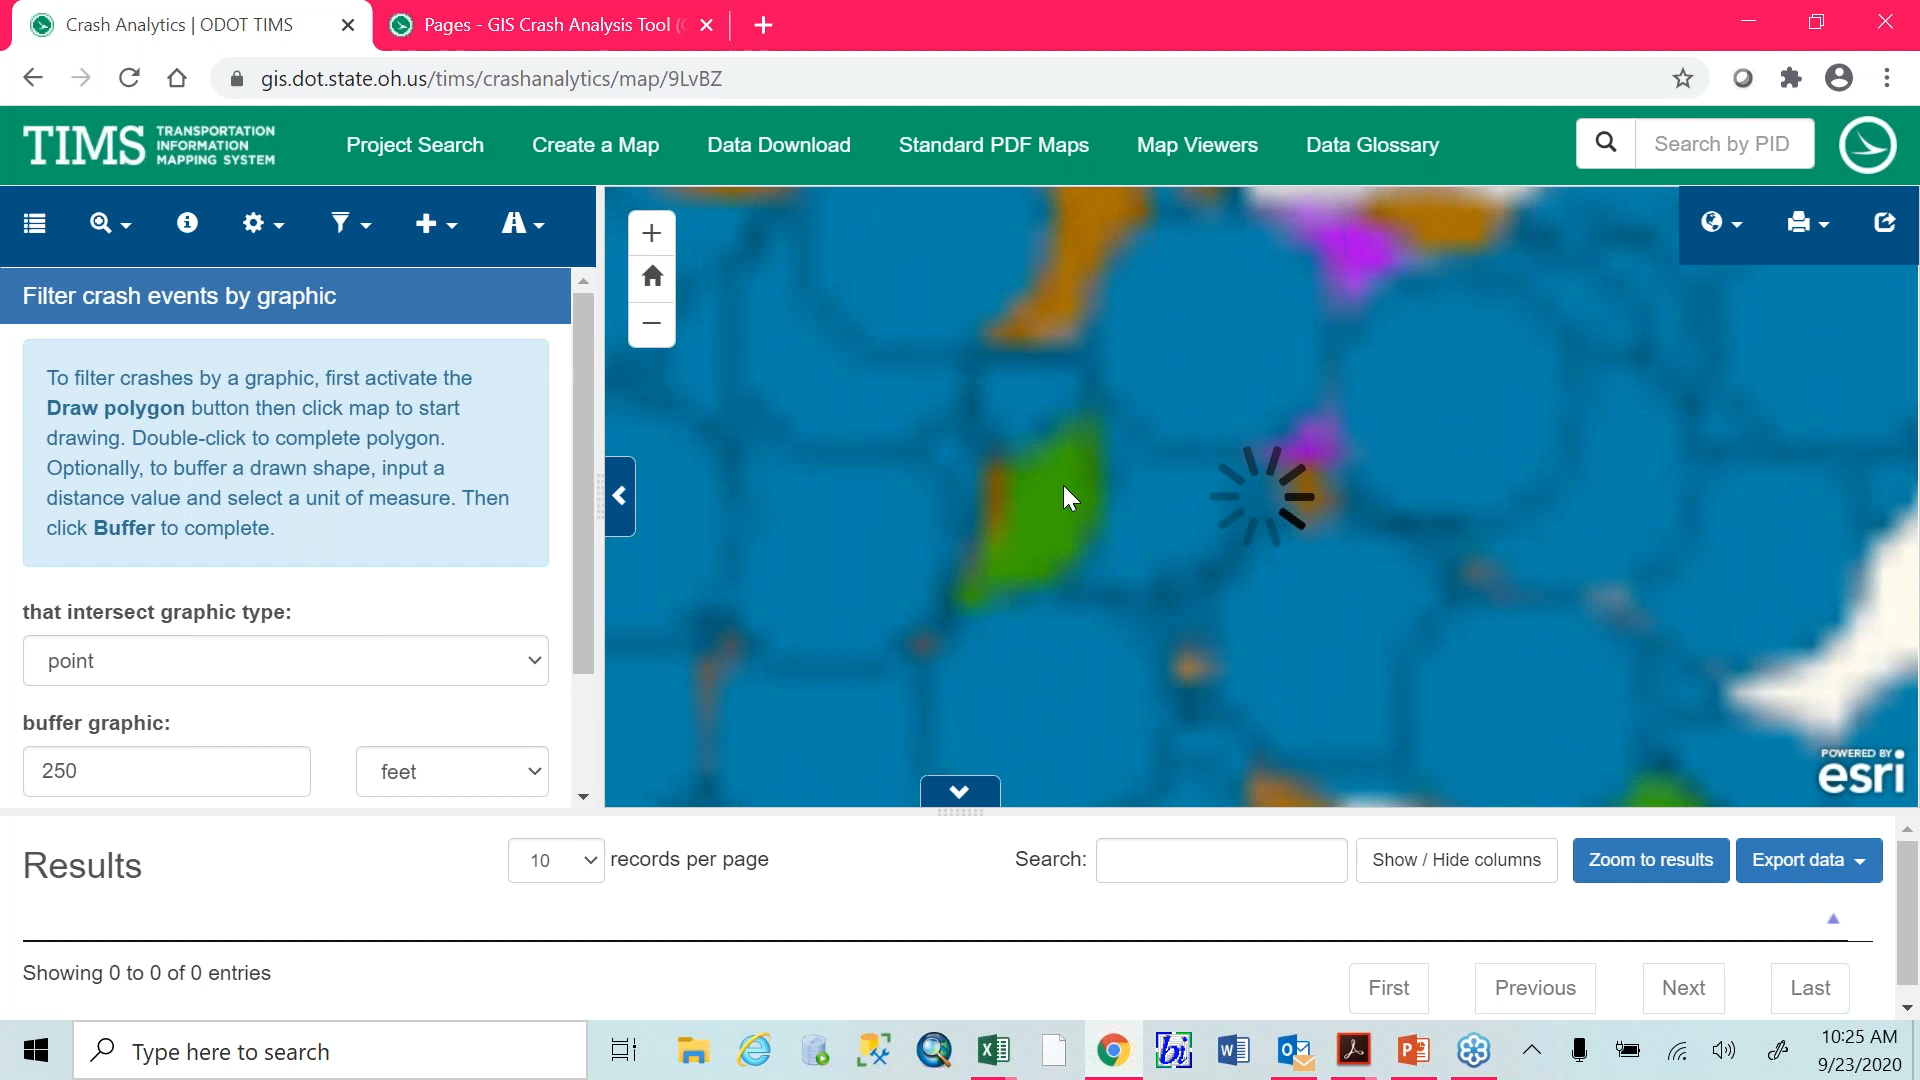 Crash Analytics | ODOT TIMS
Pages - GIS Crash Analysis Tool (
gis.dot.state.oh.us/tims/crashanalytics/map/9LvBZ
TIMS TRANSPORTATION INFORMATION MAPPING SYSTEM
Project Search
Create a Map
Data Download
Standard PDF Maps
Map Viewers
Data Glossary
Search by PID
Filter crash events by graphic
To filter crashes by a graphic, first activate the
Draw polygon button then click map to start
drawing. Double-click to complete polygon.
Optionally, to buffer a drawn shape, input a
distance value and select a unit of measure. Then
click Buffer to complete.
that intersect graphic type:
point
buffer graphic:
250
feet
POWERED BY
esri
Results
10
records per page
Search:
Show / Hide columns
Zoom to results
Export data
Showing 0 to 0 of 0 entries
First
Previous
Next
Last
Type here to search
bi
10:25 AM
9/23/2020